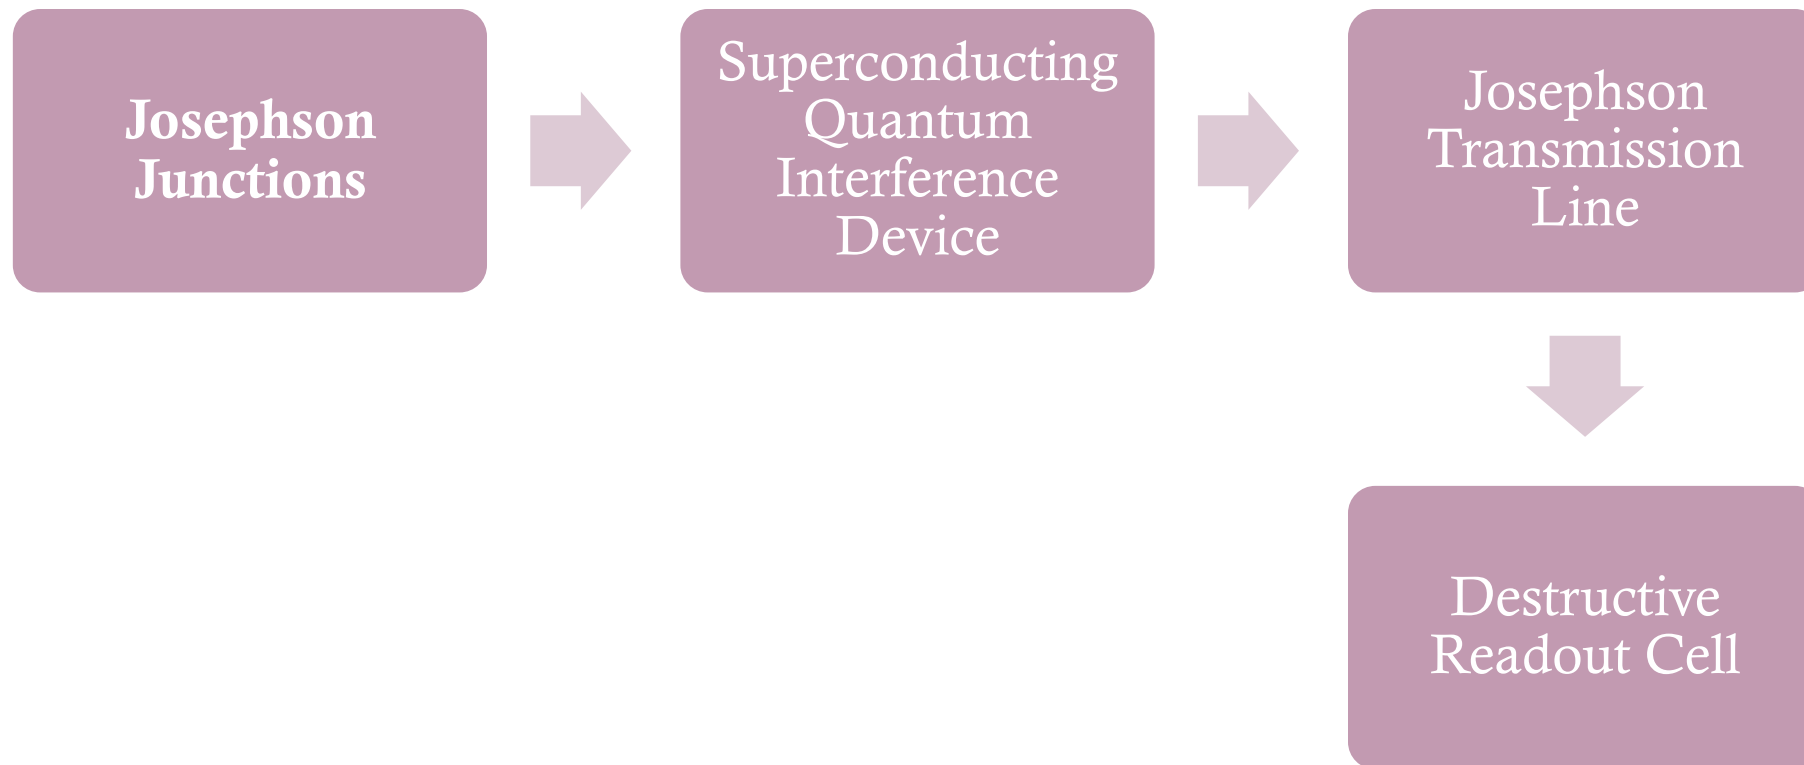 Josephson
Junctions
Superconducting
Quantum
Interference
Device
Josephson
Transmission
Line
Destructive
Readout Cell